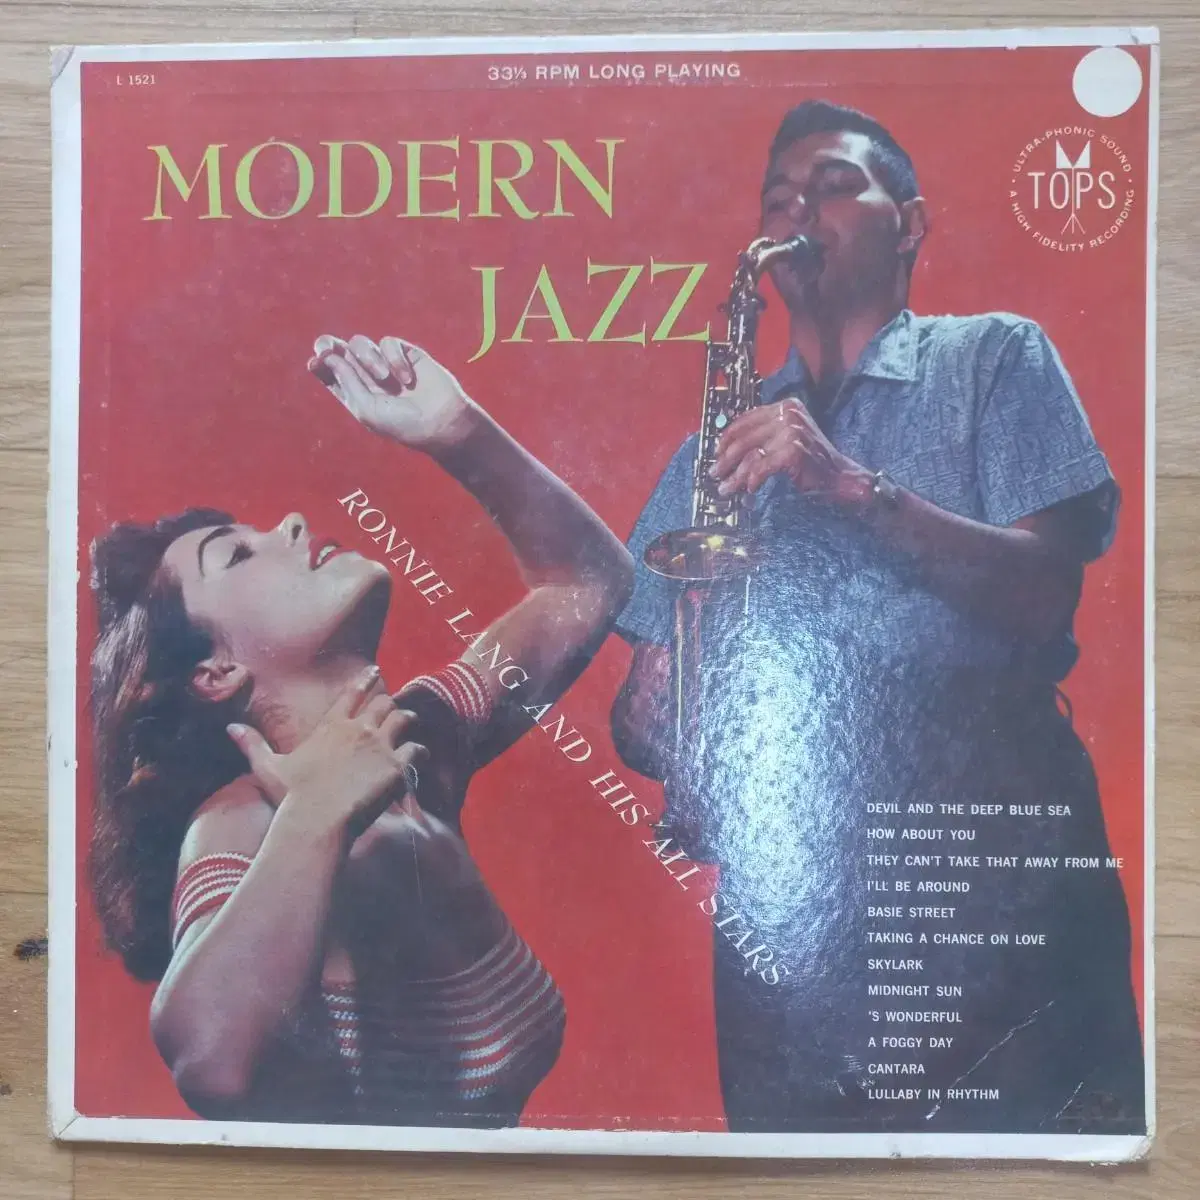 L 1521
33⅓ RPM LONG PLAYING
MODERN
JAZZ
ULTRA-PHONIC SOUND
TOPS
A HIGH FIDELITY RECORDING
RONNIE LANG AND HIS ALL STARS
DEVIL AND THE DEEP BLUE SEA
HOW ABOUT YOU
THEY CAN'T TAKE THAT AWAY FROM ME
I'LL BE AROUND
BASIE STREET
TAKING A CHANCE ON LOVE
SKYLARK
MIDNIGHT SUN
'S WONDERFUL
A FOGGY DAY
CANTARA
LULLABY IN RHYTHM